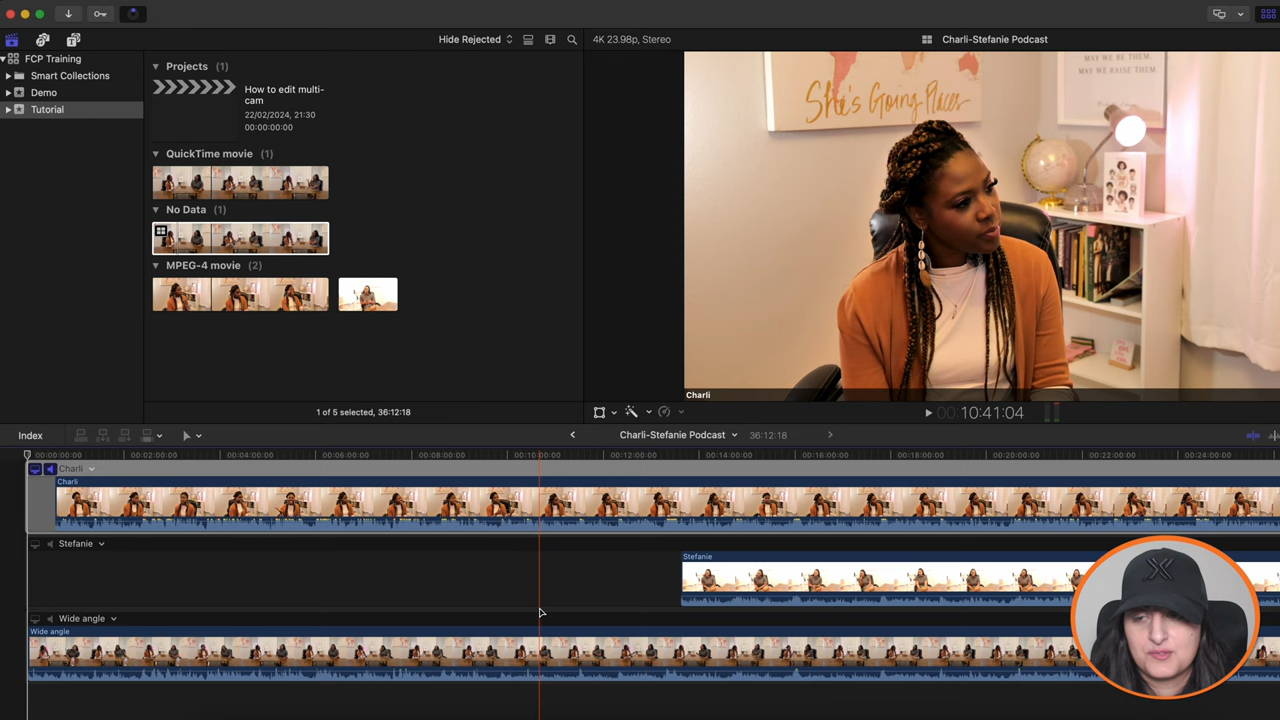 Hide Rejected
4K 23.98p, Stereo
Charli-Stefanie Podcast
FCP Training
Smart Collections
Demo
Tutorial
Projects (1)
How to edit multi-
cam
22/02/2024, 21:30
00:00:00:00
QuickTime movie (1)
No Data (1)
MPEG-4 movie (2)
1 of 5 selected, 36:12:18
She's Going Places
MAY WE BE THEM.
MAY WE RAISE THEM.
Charli
00:10:41:04
Index
Charli-Stefanie Podcast
36:12:18
00:00:00:00
00:02:00:00
00:04:00:00
00:06:00:00
00:08:00:00
00:10:00:00
00:12:00:00
00:14:00:00
00:16:00:00
00:18:00:00
00:20:00:00
00:22:00:00
00:24:00:00
Charli
Charli
Stefanie
Stefanie
Wide angle
Wide angle